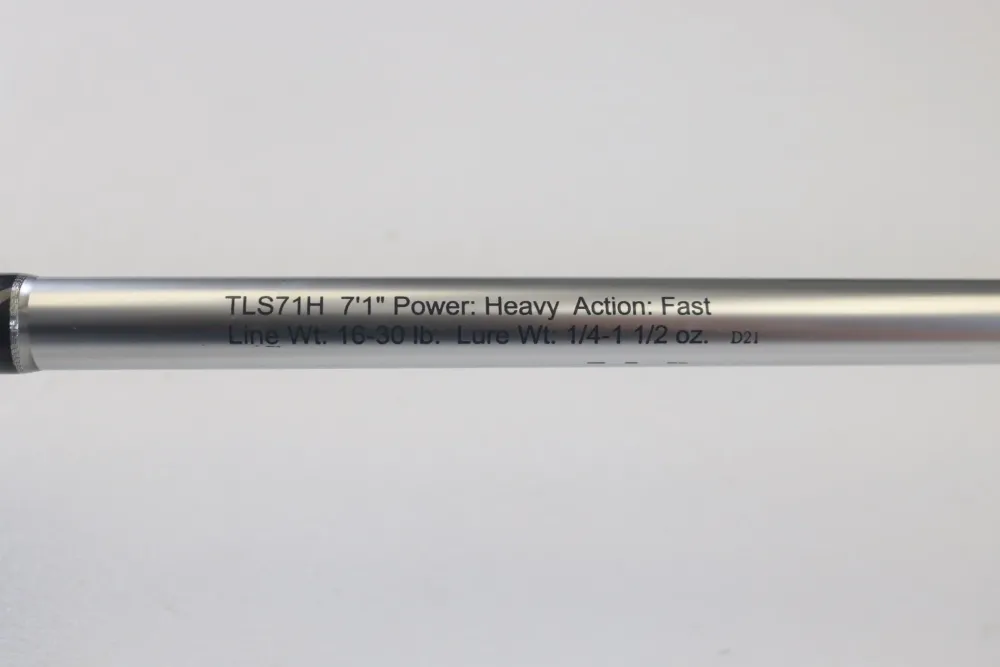 TLS71H 7'1" Power: Heavy Action: Fast
Line Wt: 16-30 lb. Lure Wt: 1/4-1 1/2 oz. D21